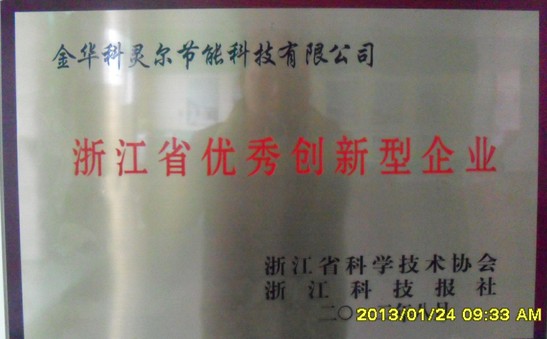 金华科灵尔节能科技有限公司
浙江省优秀创新型企业
浙江省科学技术协会
浙江科技报社
2013/01/24 09:33 AM